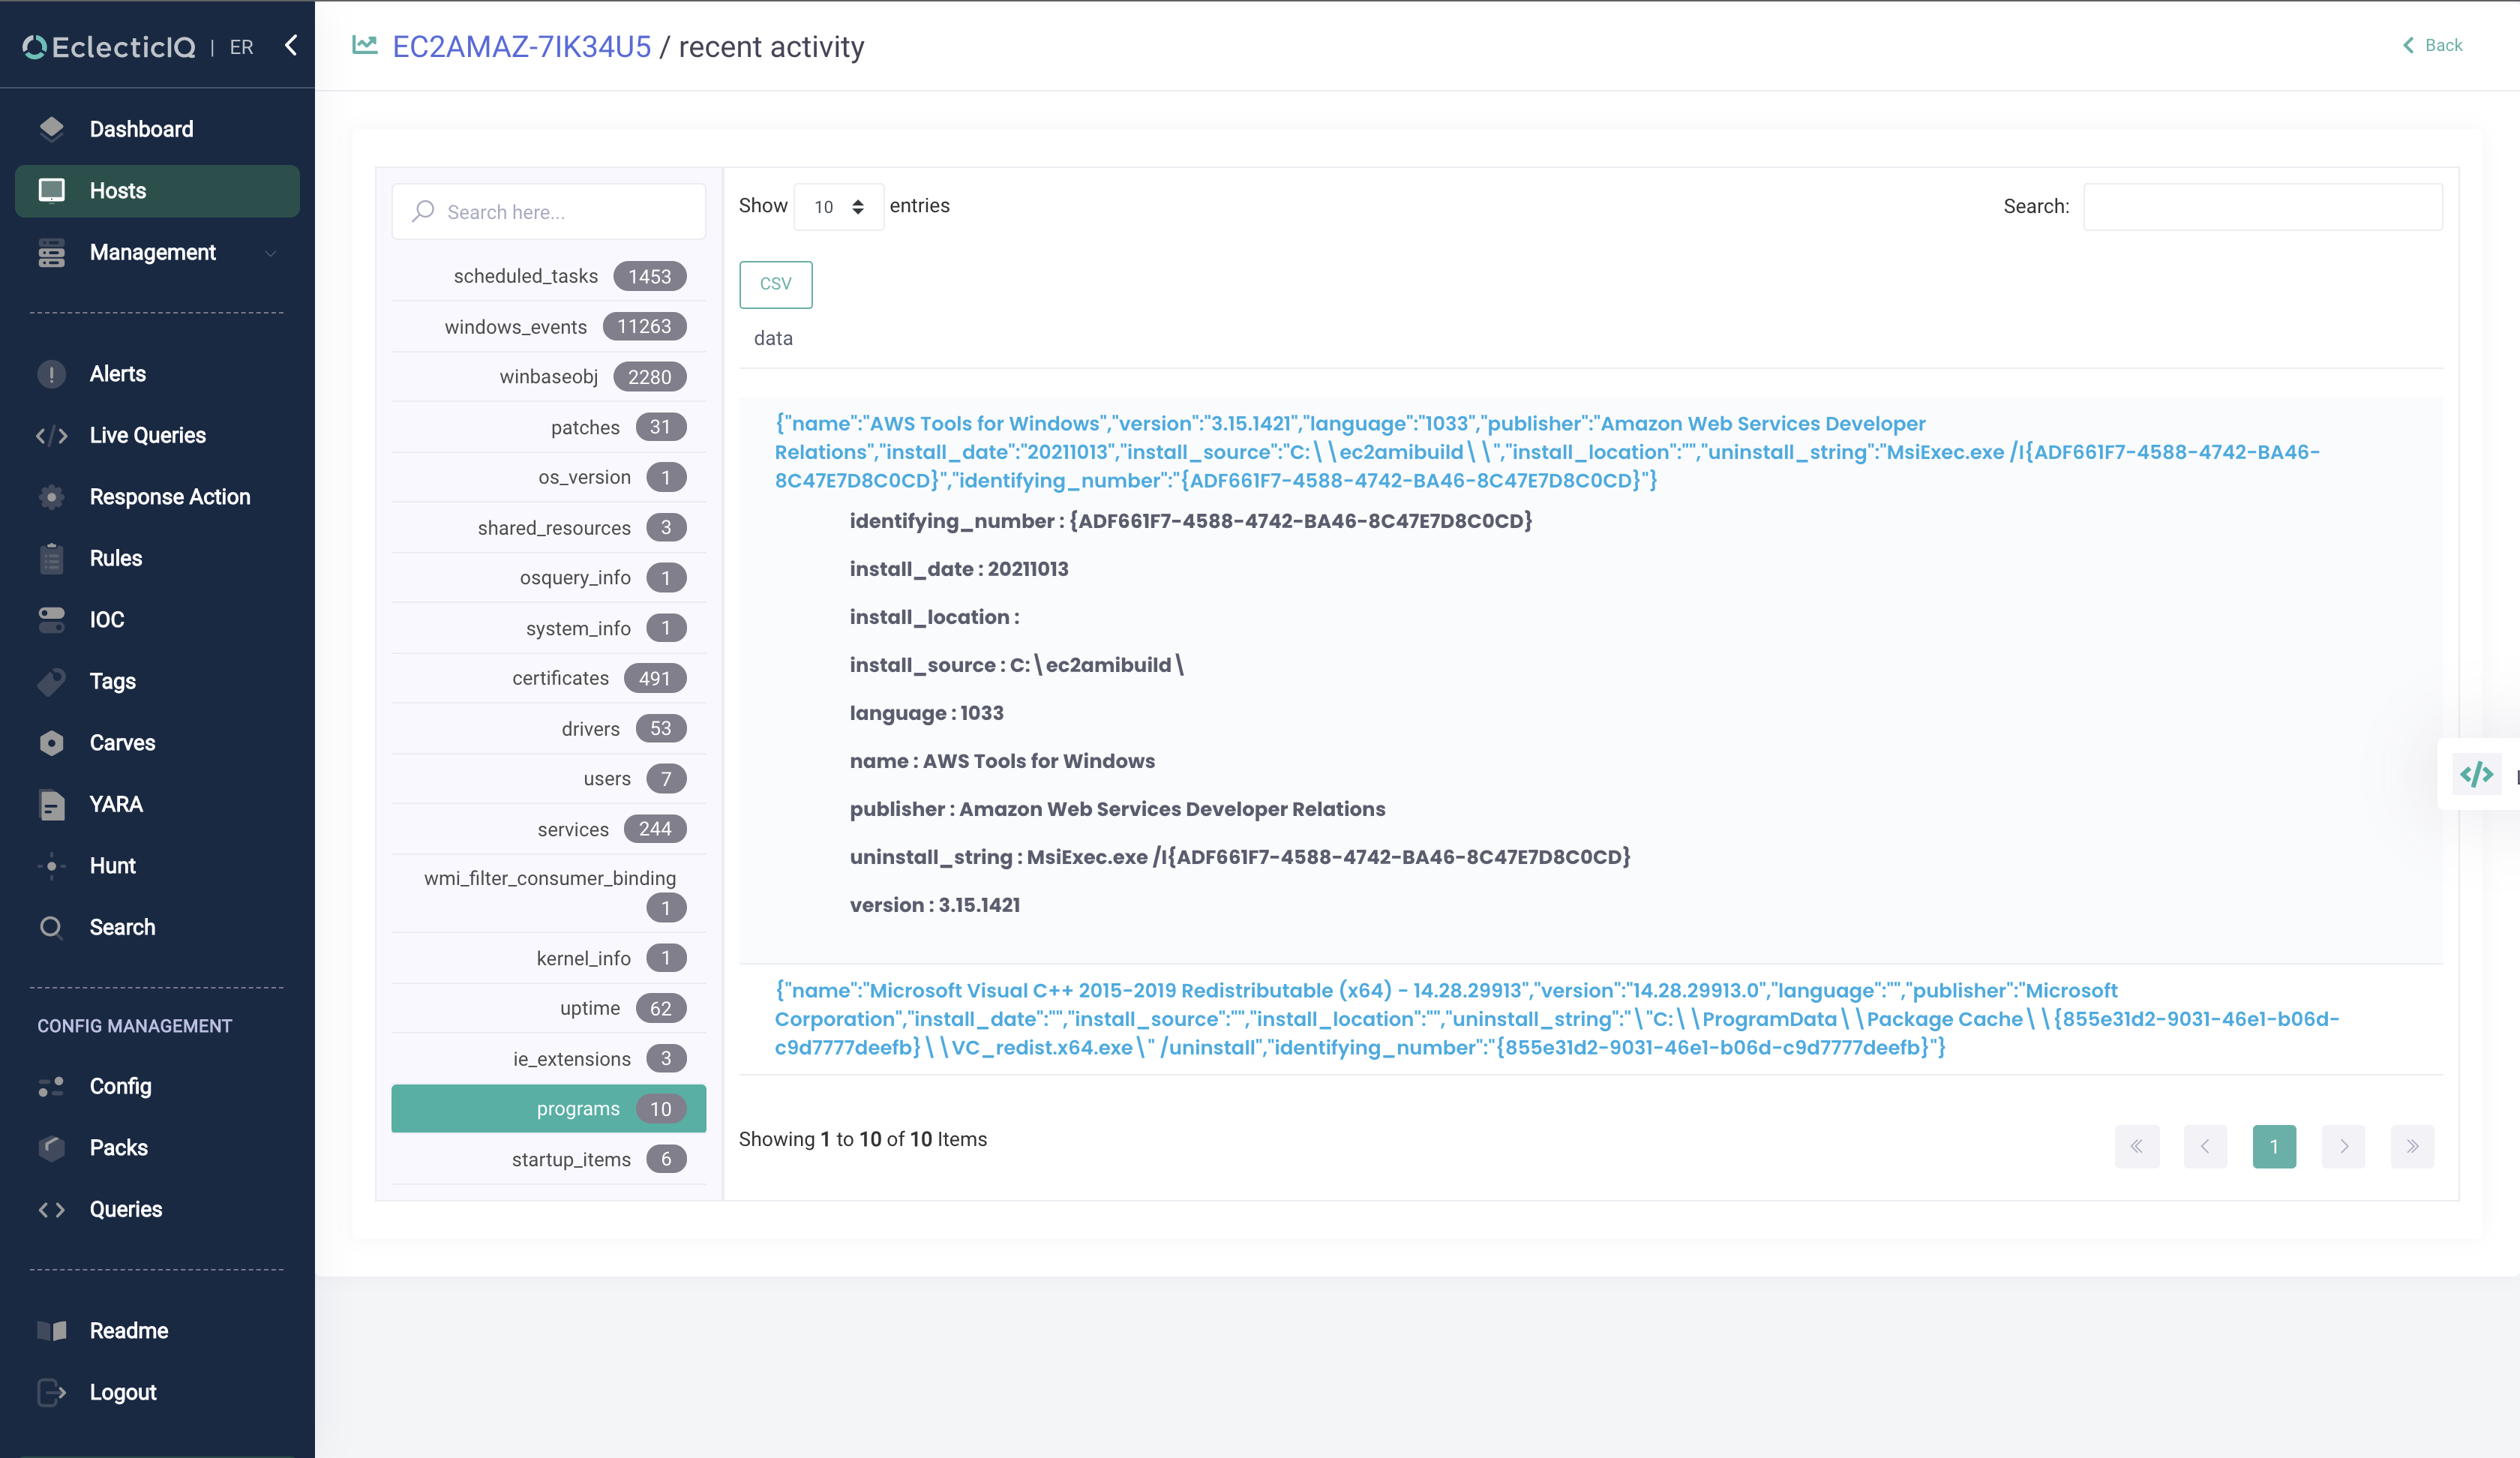 EclecticIQ | ER
Dashboard
Hosts
Management
Alerts
Live Queries
Response Action
Rules
IOC
Tags
Carves
YARA
Hunt
Search
CONFIG MANAGEMENT
Config
Packs
Queries
Readme
Logout
EC2AMAZ-7IK34U5 / recent activity
Back
Search here...
scheduled_tasks 1453
windows_events 11263
winbaseobj 2280
patches 31
os_version 1
shared_resources 3
osquery_info 1
system_info 1
certificates 491
drivers 53
users 7
services 244
wmi_filter_consumer_binding
1
kernel_info 1
uptime 62
ie_extensions 3
programs 10
startup_items 6
Show 10 entries
Search:
CSV
data
{"name":"AWS Tools for Windows","version":"3.15.1421","language":"1033","publisher":"Amazon Web Services Developer
Relations","install_date":"20211013","install_source":"C:\\ec2amibuild\\","install_location":"","uninstall_string":"MsiExec.exe /I{ADF661F7-4588-4742-BA46-
8C47E7D8C0CD}","identifying_number":"{ADF661F7-4588-4742-BA46-8C47E7D8C0CD}"}
identifying_number : {ADF661F7-4588-4742-BA46-8C47E7D8C0CD}
install_date : 20211013
install_location :
install_source : C:\ec2amibuild\
language : 1033
name : AWS Tools for Windows
publisher : Amazon Web Services Developer Relations
uninstall_string : MsiExec.exe /I{ADF661F7-4588-4742-BA46-8C47E7D8C0CD}
version : 3.15.1421
{"name":"Microsoft Visual C++ 2015-2019 Redistributable (x64) - 14.28.29913","version":"14.28.29913.0","language":"","publisher":"Microsoft
Corporation","install_date":"","install_source":"","install_location":"","uninstall_string":"\"C:\\ProgramData\\Package Cache\\{855e31d2-9031-46e1-b06d-
c9d7777deefb}\\VC_redist.x64.exe\" /uninstall","identifying_number":"{855e31d2-9031-46e1-b06d-c9d7777deefb}"}
Showing 1 to 10 of 10 Items
« < 1 > »